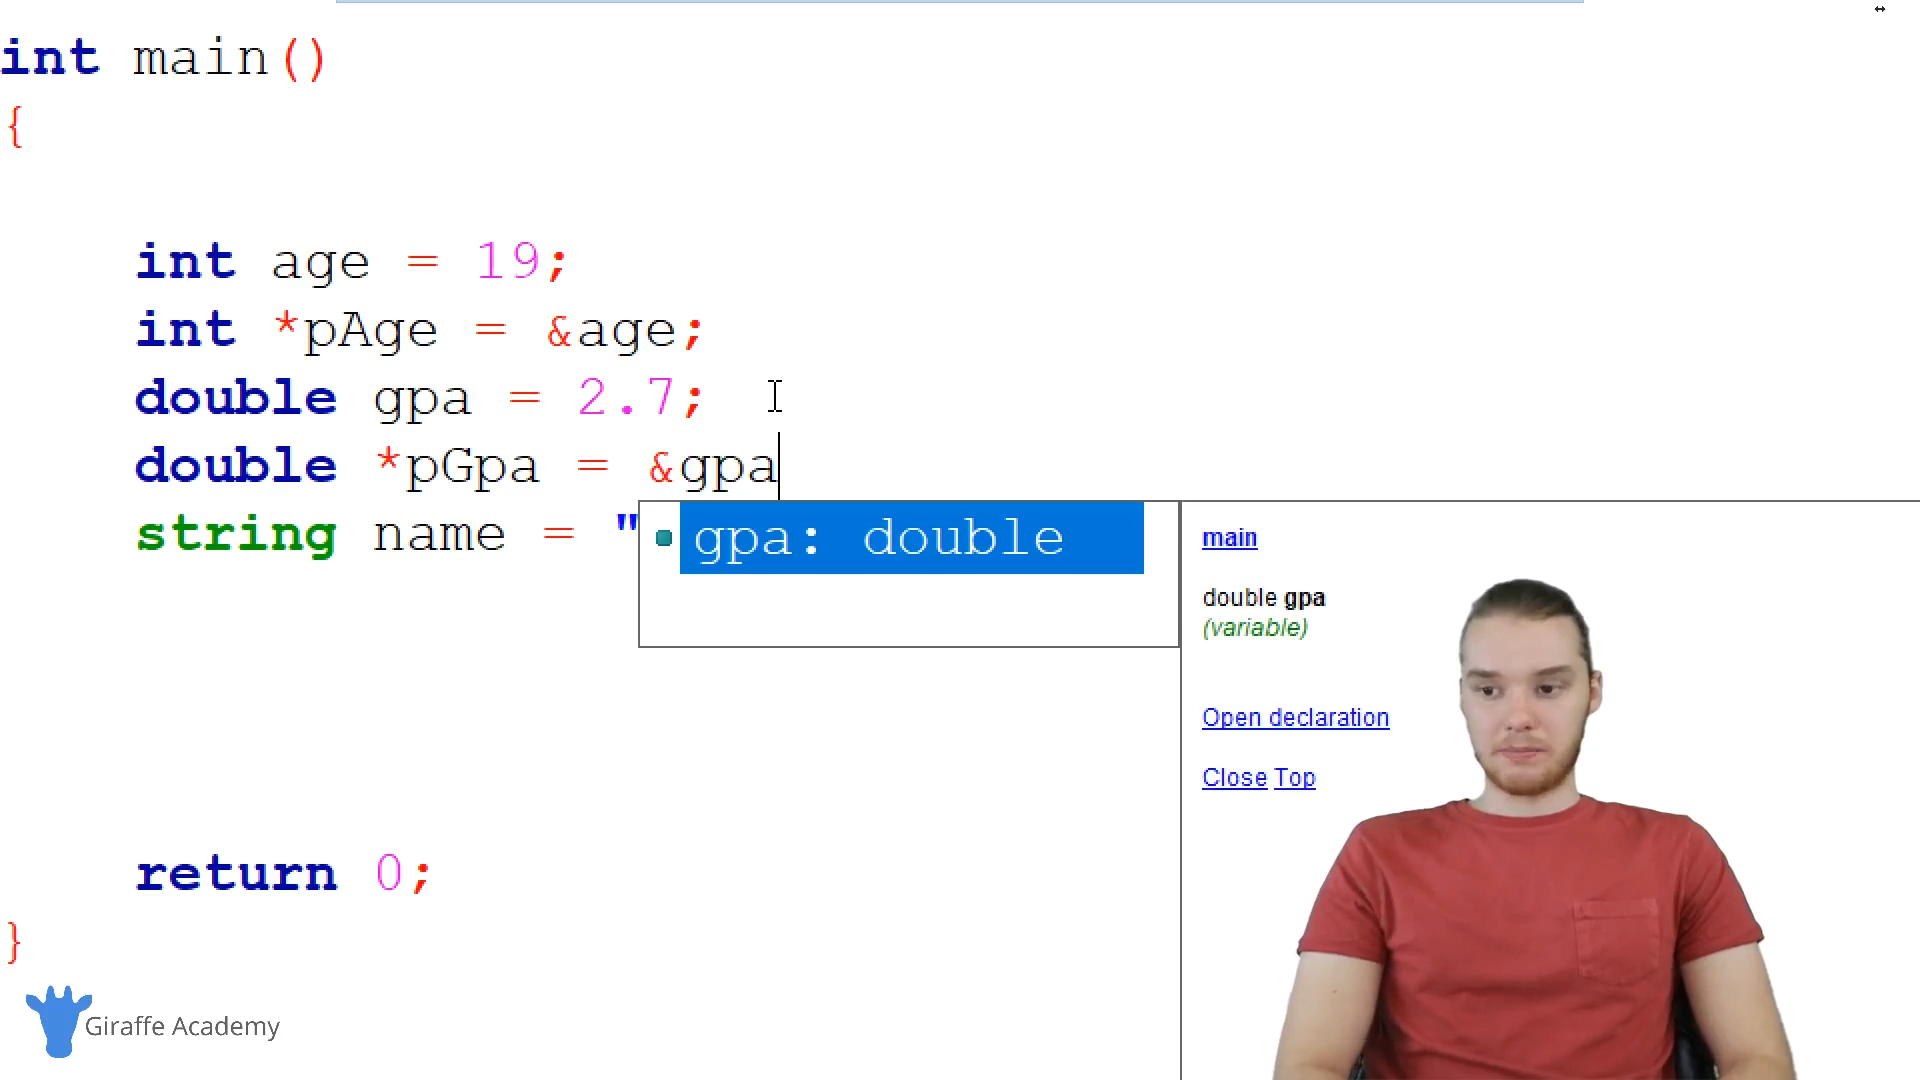 int main()
{
int age = 19;
int *pAge = &age;
double gpa = 2.7;
double *pGpa = &gpa
string name = "
gpa: double
main
double gpa
(variable)
Open declaration
Close Top
return 0;
}
Giraffe Academy